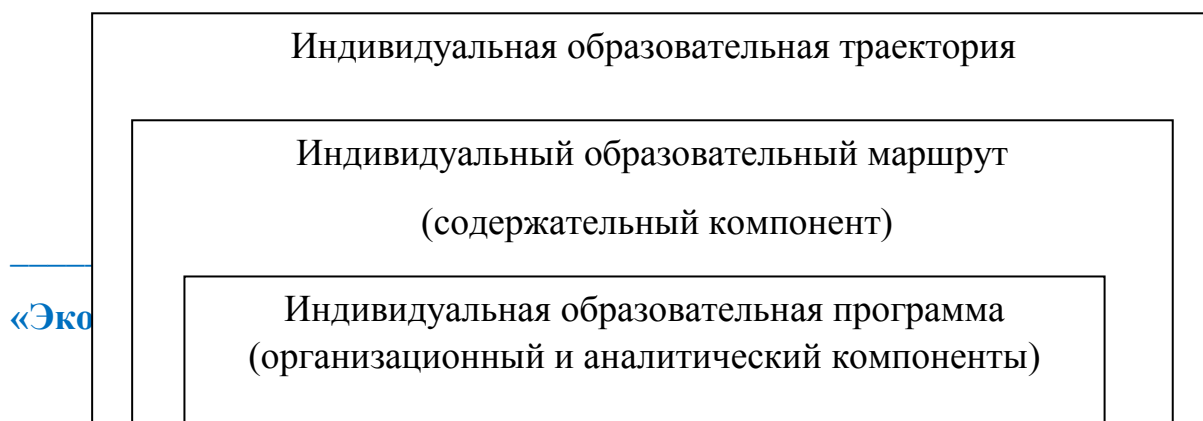 Индивидуальная образовательная траектория
Индивидуальный образовательный маршрут
(содержательный компонент)
Индивидуальная образовательная программа
«Эко
(организационный и аналитический компоненты)